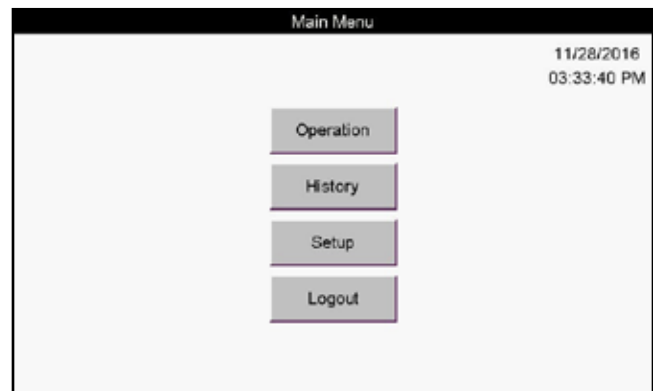 Main Menu
11/28/2016
03:33:40 PM
Operation
History
Setup
Logout